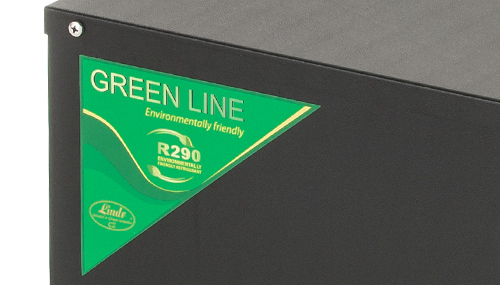 GREEN LINE
Environmentally friendly
R290
ENVIRONMENTALLY
FRIENDLY REFRIGERANT
Lindr